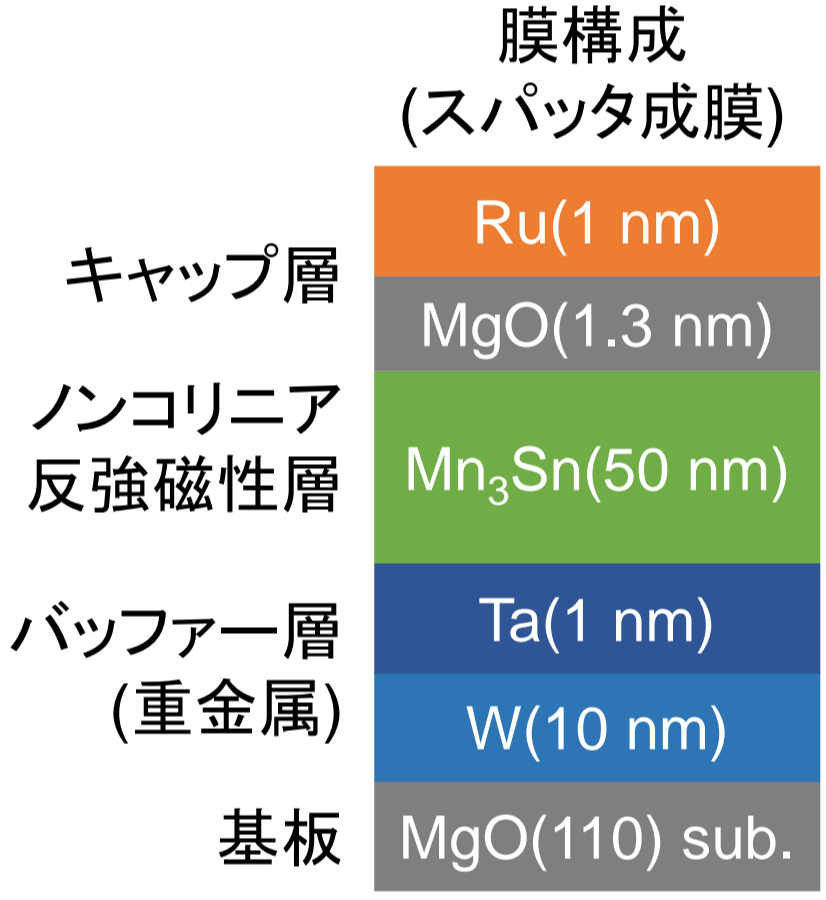 膜構成
(スパッタ成膜)
キャップ層
Ru(1 nm)
MgO(1.3 nm)
ノンコリニア
反強磁性層
Mn₃Sn(50 nm)
バッファー層
(重金属)
Ta(1 nm)
W(10 nm)
基板
MgO(110) sub.